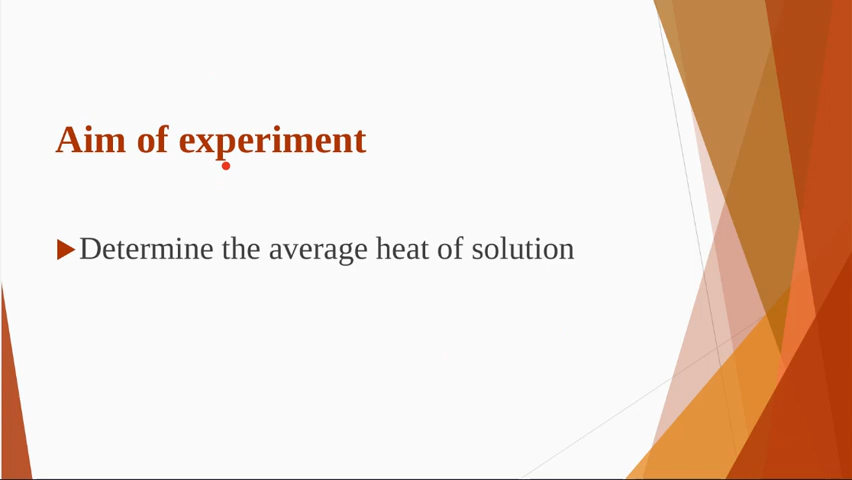 Aim of experiment
Determine the average heat of solution